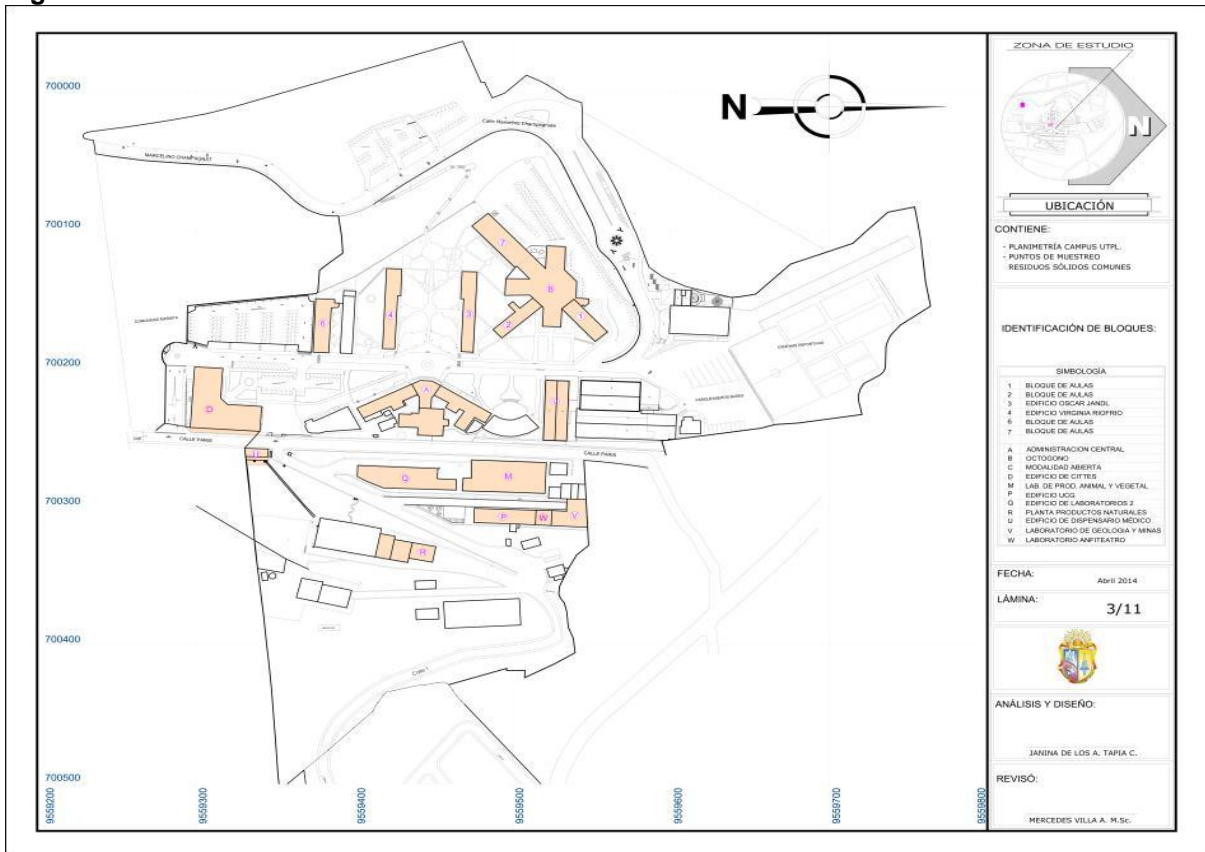 700000
700100
700200
700300
700400
700500
9559200
9559300
9559400
9559500
9559600
9559700
9559800
N
MARCELINO CHAMPAGNAT
Calle Marcelino Champagnat
7
B
1
2
3
4
6
A
D
U
Q
M
P
W
V
R
CALLE PARIS
CALLE PARIS
ZONA DE ESTUDIO
N
UBICACIÓN
CONTIENE:
- PLANIMETRÍA CAMPUS UTPL.
- PUNTOS DE MUESTREO
RESIDUOS SÓLIDOS COMUNES
IDENTIFICACIÓN DE BLOQUES:
SIMBOLOGÍA
1 BLOQUE DE AULAS
2 BLOQUE DE AULAS
3 EDIFICIO OSCAR JANDL
4 EDIFICIO VIRGINIA RIOFRIO
6 BLOQUE DE AULAS
7 BLOQUE DE AULAS
A ADMINISTRACION CENTRAL
B OCTOGONO
C MODALIDAD ABIERTA
D EDIFICIO DE CITTES
M LAB. DE PROD. ANIMAL Y VEGETAL
P EDIFICIO UCG
Q EDIFICIO DE LABORATORIOS 2
R PLANTA PRODUCTOS NATURALES
U EDIFICIO DE DISPENSARIO MÉDICO
V LABORATORIO DE GEOLOGIA Y MINAS
W LABORATORIO ANFITEATRO
FECHA:
Abril 2014
LÁMINA:
3/11
ANÁLISIS Y DISEÑO:
JANINA DE LOS A. TAPIA C.
REVISÓ:
MERCEDES VILLA A. M.Sc.